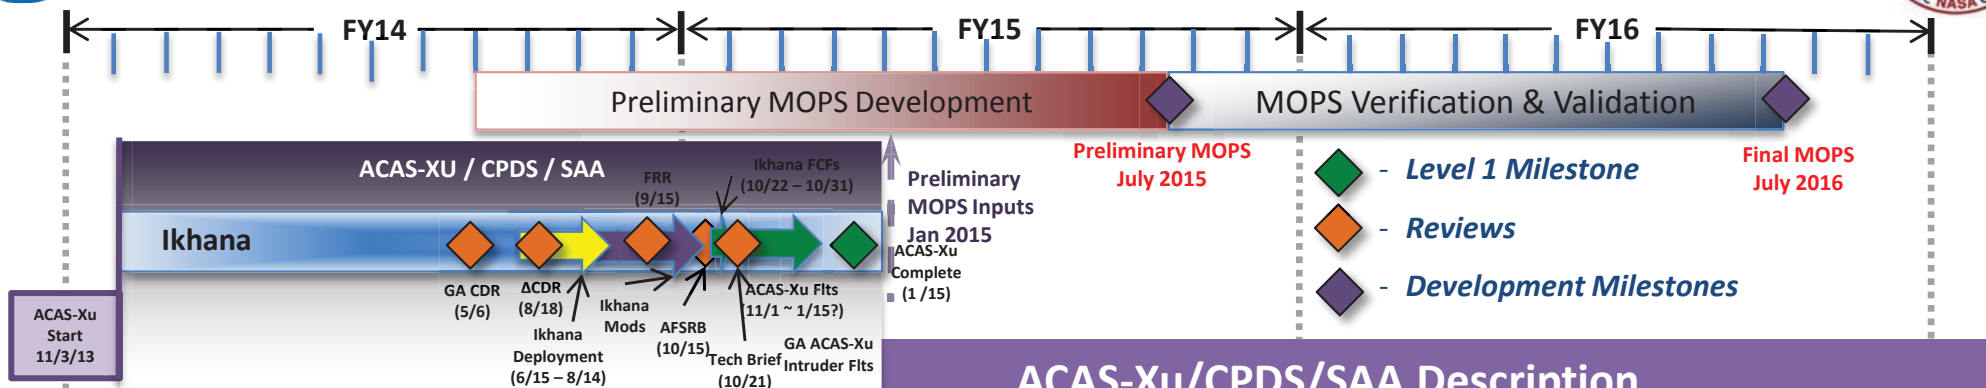 NASA
FY14
FY15
FY16
Preliminary MOPS Development
MOPS Verification & Validation
Preliminary MOPS
July 2015
Final MOPS
July 2016
ACAS-XU / CPDS / SAA
FRR
(9/15)
Ikhana FCFs
(10/22 – 10/31)
Preliminary
MOPS Inputs
Jan 2015
- Level 1 Milestone
- Reviews
- Development Milestones
Ikhana
ACAS-Xu
Complete
(1 /15)
GA CDR
(5/6)
ΔCDR
(8/18)
Ikhana
Deployment
(6/15 – 8/14)
Ikhana
Mods
AFSRB
(10/15)
Tech Brief
(10/21)
ACAS-Xu Flts
(11/1 ~ 1/15?)
GA ACAS-Xu
Intruder Flts
ACAS-Xu
Start
11/3/13
ACAS-Xu/CPDS/SAA Description